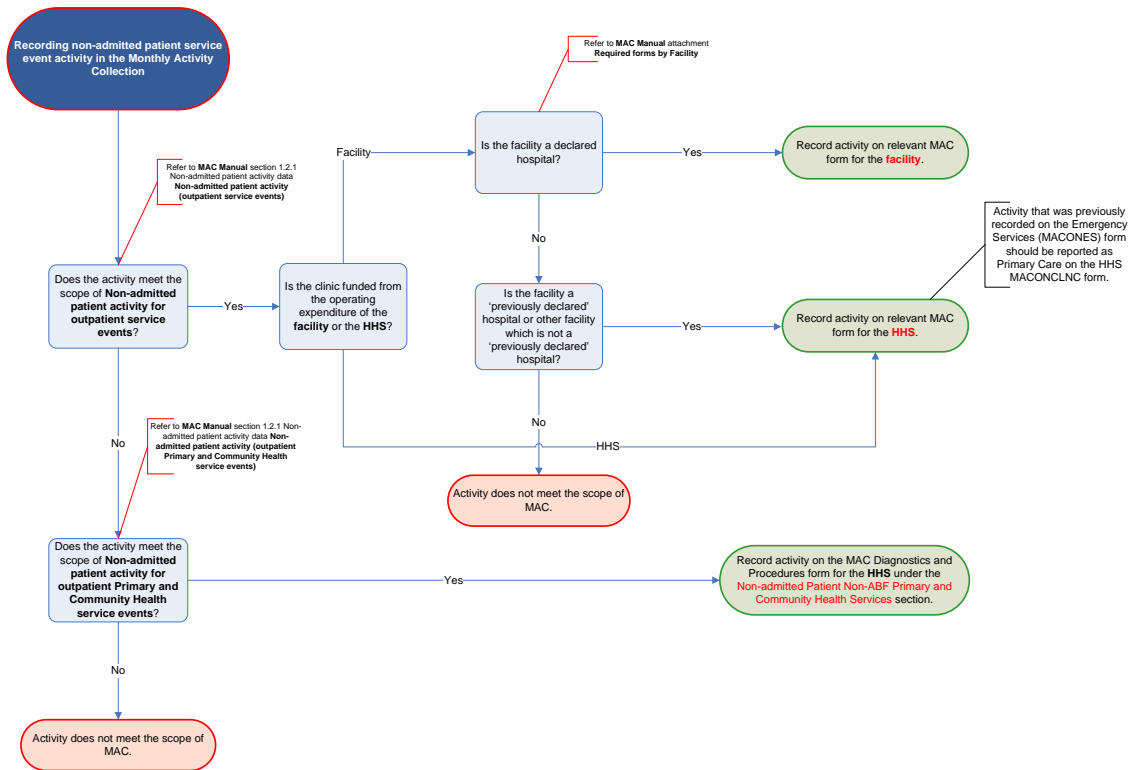 Recording non-admitted patient service
event activity in the Monthly Activity
Collection
Refer to MAC Manual attachment
Required forms by Facility
Facility
Is the facility a declared
hospital?
Yes
Record activity on relevant MAC
form for the facility.
Refer to MAC Manual section 1.2.1
Non-admitted patient activity data
Non-admitted patient activity
(outpatient service events)
Activity that was previously
recorded on the Emergency
Services (MACONES) form
should be reported as
Primary Care on the HHS
MACONCLNC form.
No
Does the activity meet the
scope of Non-admitted
patient activity for
outpatient service
events?
Yes
Is the clinic funded from
the operating
expenditure of the
facility or the HHS?
Is the facility a
‘previously declared’
hospital or other facility
which is not a
‘previously declared’
hospital?
Yes
Record activity on relevant MAC
form for the HHS.
No
Refer to MAC Manual section 1.2.1 Non-
admitted patient activity data Non-
admitted patient activity (outpatient
Primary and Community Health
service events)
No
HHS
Activity does not meet the scope of
MAC.
Does the activity meet the
scope of Non-admitted
patient activity for
outpatient Primary and
Community Health
service events?
Yes
Record activity on the MAC Diagnostics and
Procedures form for the HHS under the
Non-admitted Patient Non-ABF Primary and
Community Health Services section.
No
Activity does not meet the scope of
MAC.